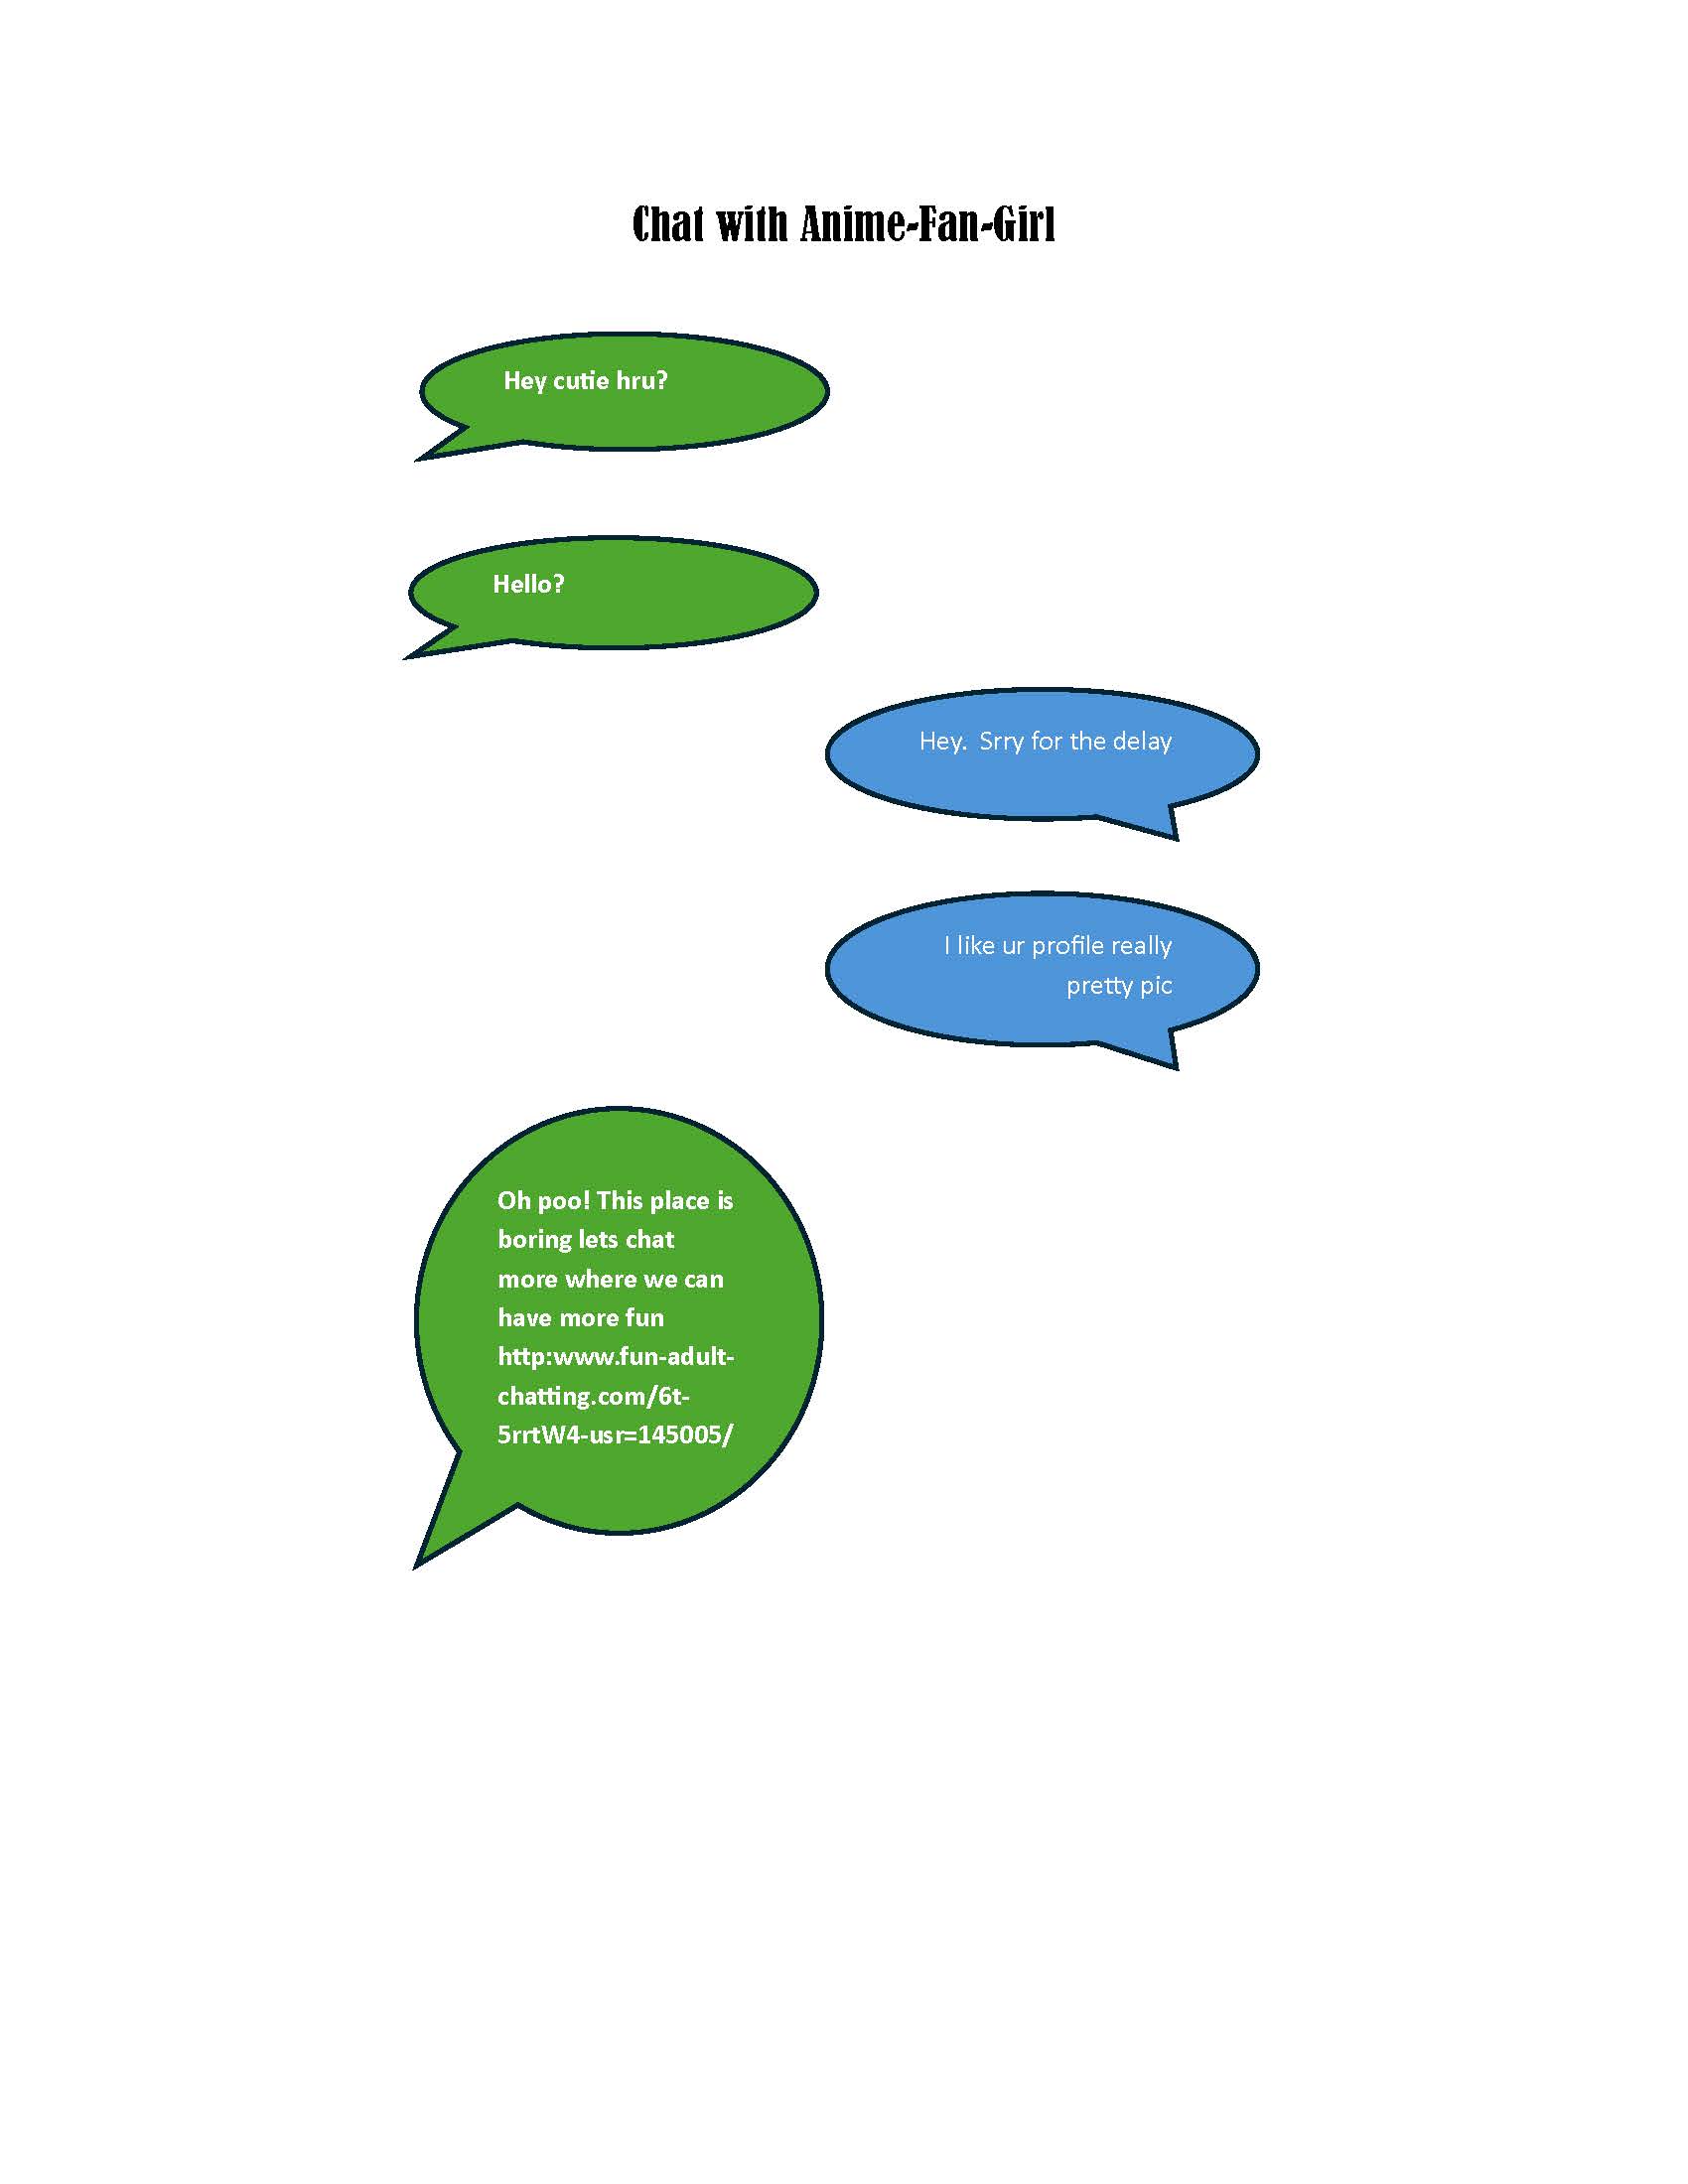 Chat with Anime-Fan-Girl
Hey cutie hru?
Hello?
Hey.  Srry for the delay
I like ur profile really
pretty pic
Oh poo! This place is
boring lets chat
more where we can
have more fun
http:www.fun-adult-
chatting.com/6t-
5rrtW4-usr=145005/